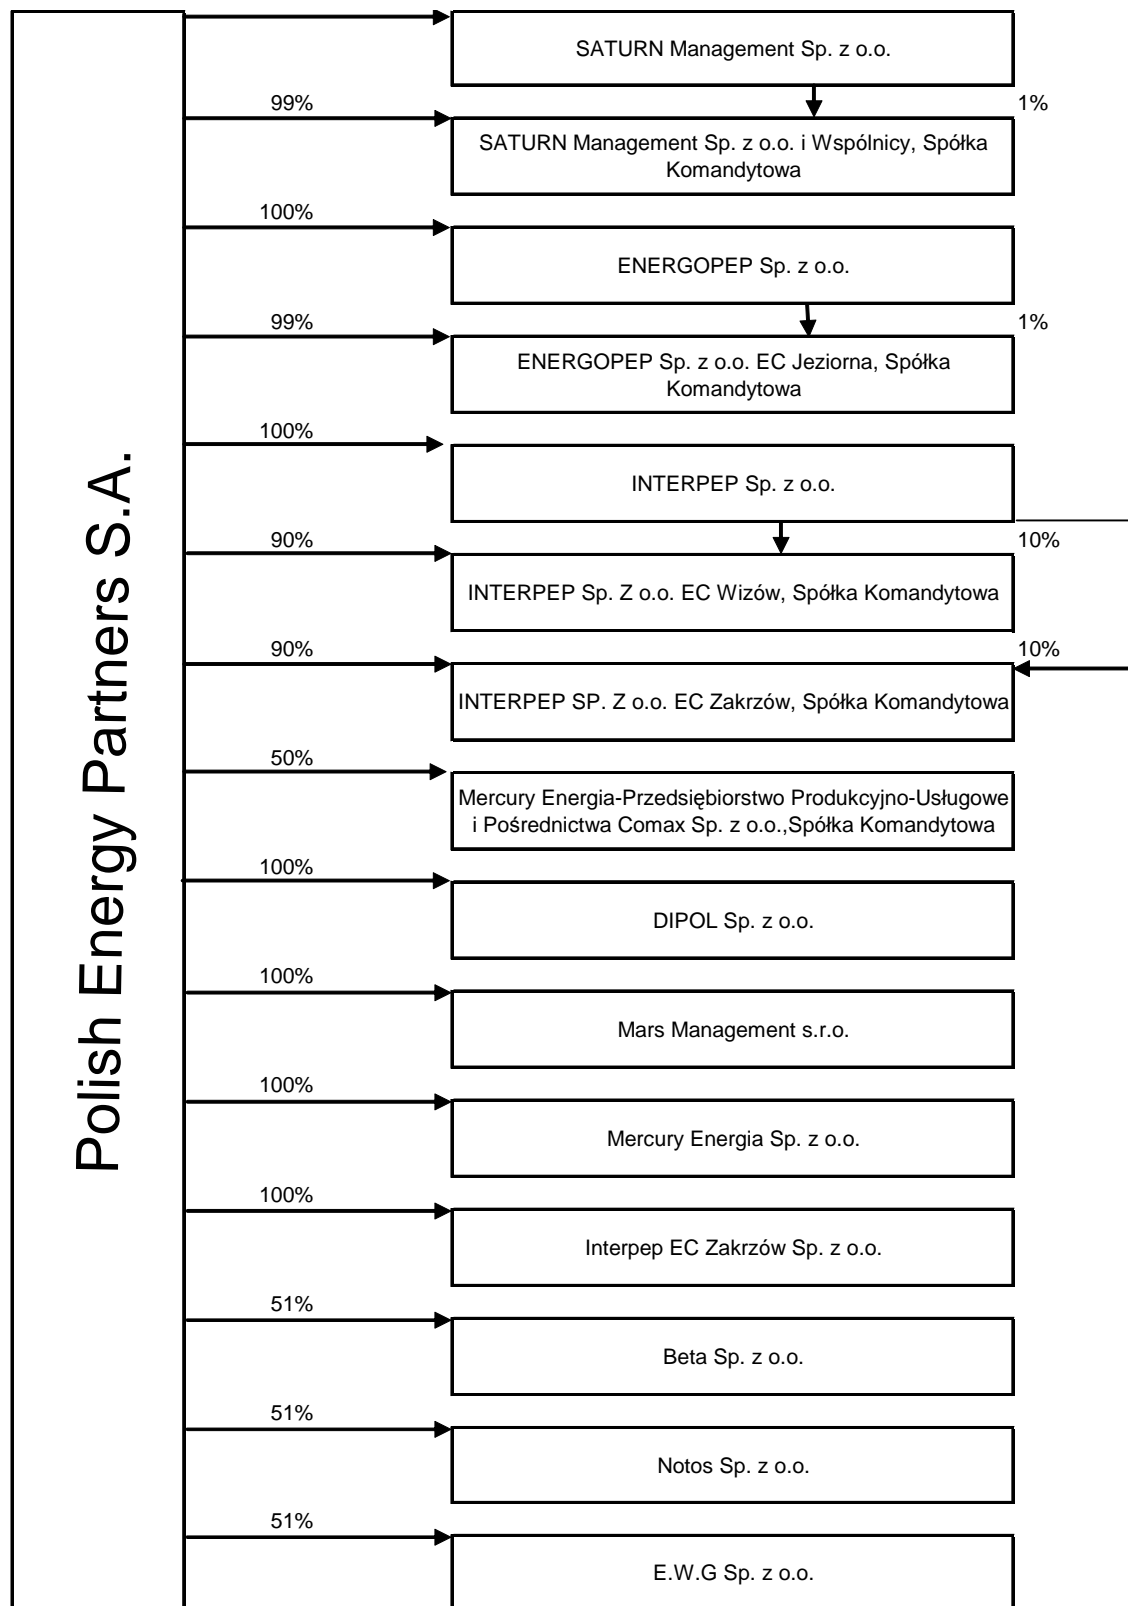 Polish Energy Partners S.A.
SATURN Management Sp. z o.o.
99%
1%
SATURN Management Sp. z o.o. i Wspólnicy, Spółka
Komandytowa
100%
ENERGOPEP Sp. z o.o.
99%
1%
ENERGOPEP Sp. z o.o. EC Jeziorna, Spółka
Komandytowa
100%
INTERPEP Sp. z o.o.
90%
10%
INTERPEP Sp. Z o.o. EC Wizów, Spółka Komandytowa
90%
10%
INTERPEP SP. Z o.o. EC Zakrzów, Spółka Komandytowa
50%
Mercury Energia-Przedsiębiorstwo Produkcyjno-Usługowe
i Pośrednictwa Comax Sp. z o.o.,Spółka Komandytowa
100%
DIPOL Sp. z o.o.
100%
Mars Management s.r.o.
100%
Mercury Energia Sp. z o.o.
100%
Interpep EC Zakrzów Sp. z o.o.
51%
Beta Sp. z o.o.
51%
Notos Sp. z o.o.
51%
E.W.G Sp. z o.o.